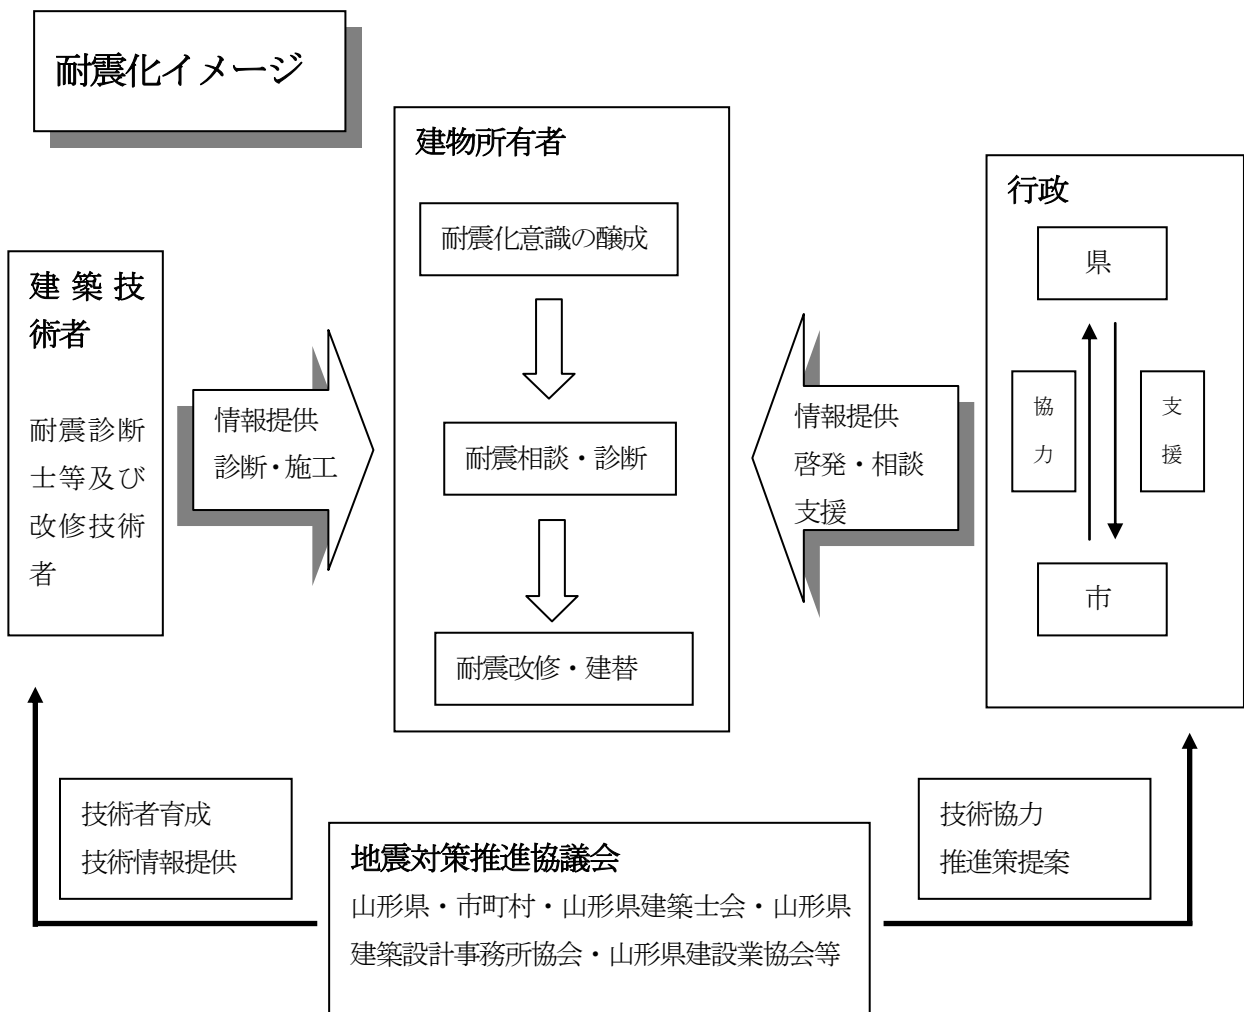 耐震化イメージ
建物所有者
耐震化意識の醸成
耐震相談・診断
耐震改修・建替
建築技
術者
耐震診断
士等及び
改修技術
者
情報提供
診断・施工
情報提供
啓発・相談
支援
行政
県
協
力
支
援
市
技術者育成
技術情報提供
地震対策推進協議会
山形県・市町村・山形県建築士会・山形県
建築設計事務所協会・山形県建設業協会等
技術協力
推進策提案